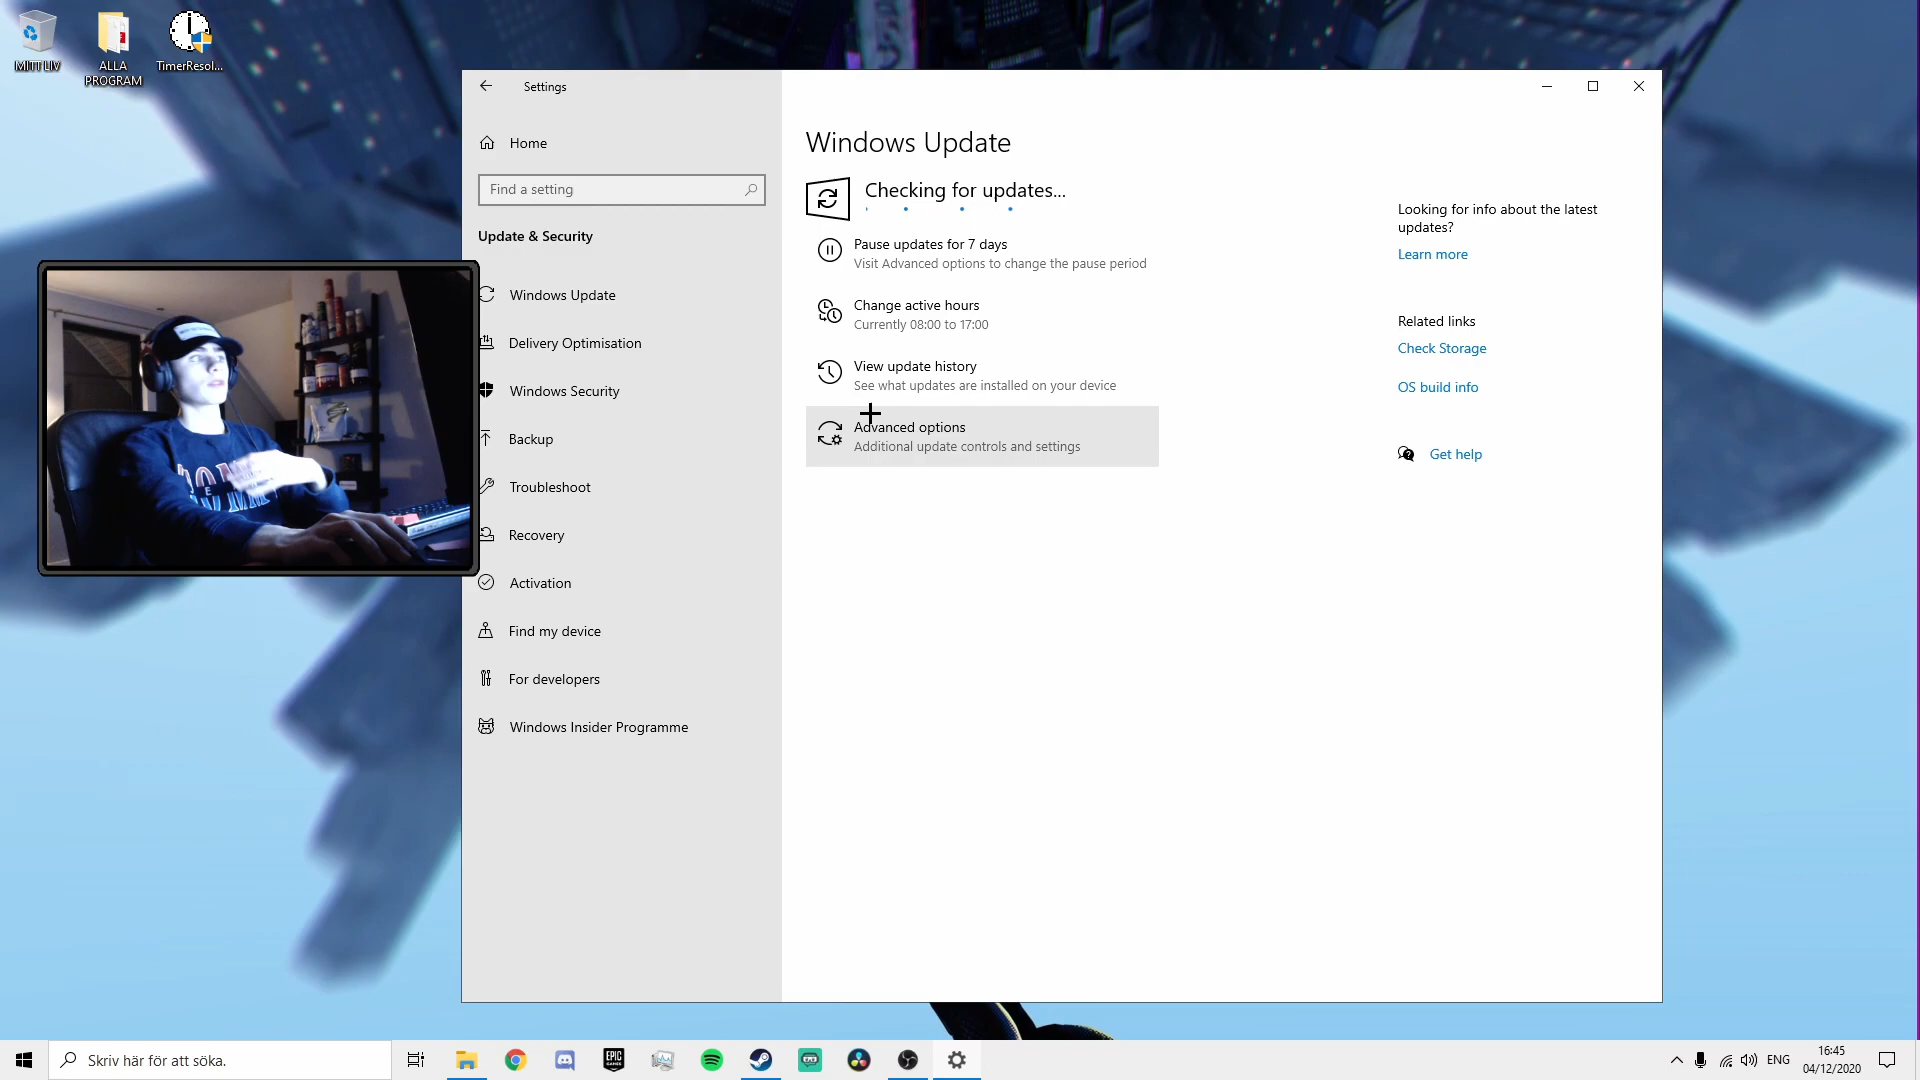 MITT LIV
ALLA
PROGRAM
TimerResol...
Settings
Home
Find a setting
Update & Security
Windows Update
Delivery Optimisation
Windows Security
Backup
Troubleshoot
Recovery
Activation
Find my device
For developers
Windows Insider Programme
Windows Update
Checking for updates...
Pause updates for 7 days
Visit Advanced options to change the pause period
Change active hours
Currently 08:00 to 17:00
View update history
See what updates are installed on your device
Advanced options
Additional update controls and settings
Looking for info about the latest
updates?
Learn more
Related links
Check Storage
OS build info
Get help
Skriv här för att söka.
EPIC
GAMES
ENG
16:45
04/12/2020